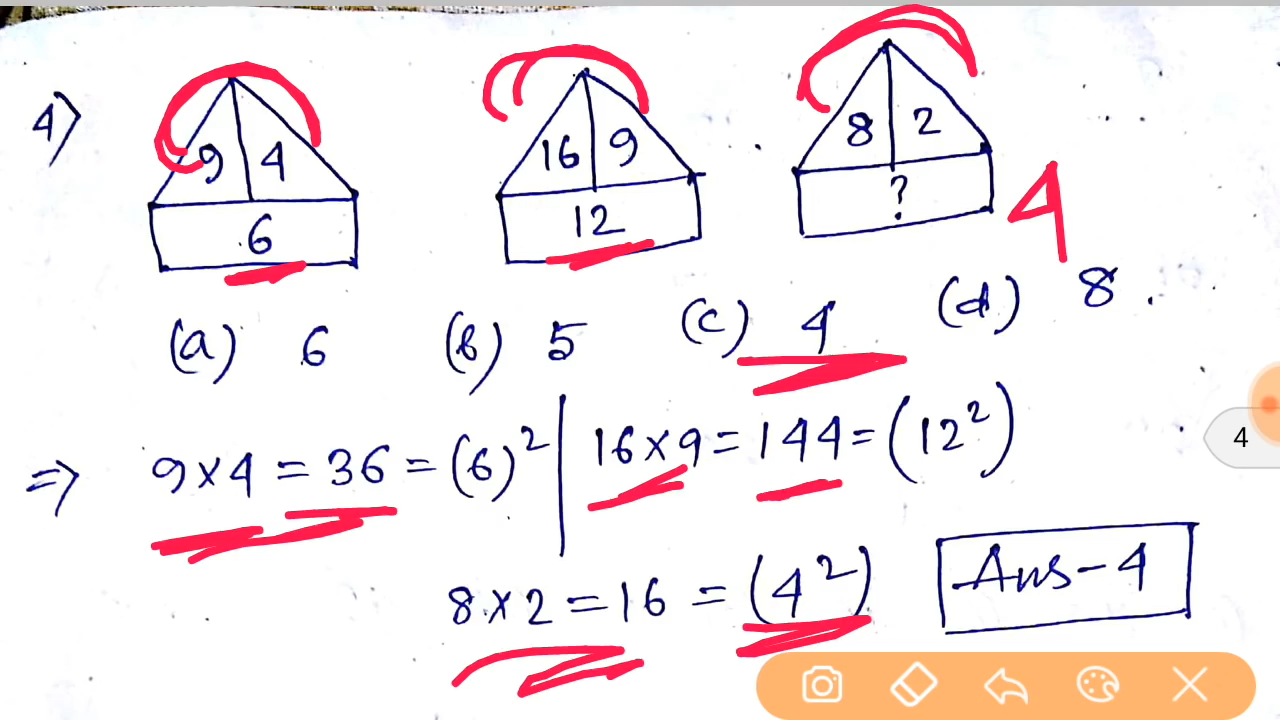 4)
9 4
6
16 9
12
8 2
?
4
(a) 6 (b) 5 (c) 4 (d) 8.
4
⇒ 9×4 = 36 = (6)² | 16×9 = 144 = (12²)
8×2 = 16 = (4²)
Ans - 4